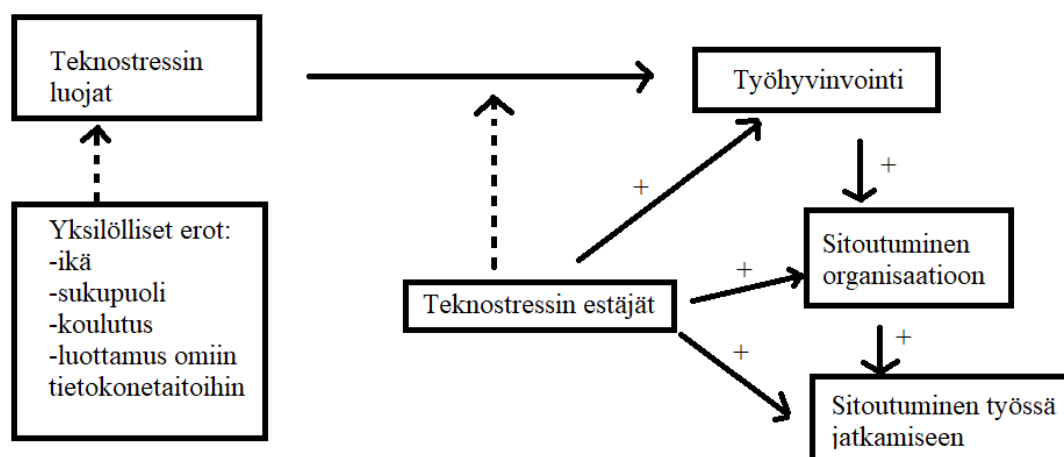 Teknostressin
luojat
Työhyvinvointi
+
+
Yksilölliset erot:
-ikä
-sukupuoli
-koulutus
-luottamus omiin
tietokonetaitoihin
Sitoutuminen
organisaatioon
+
Teknostressin estäjät
+
+
Sitoutuminen työssä
jatkamiseen